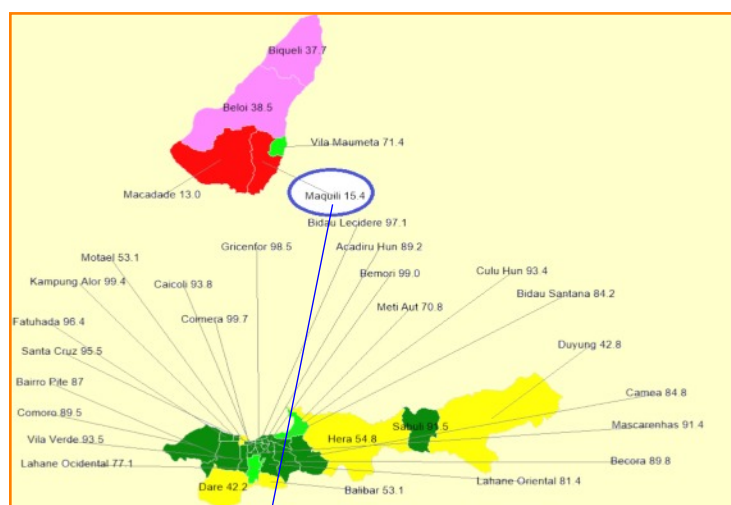 Biqueli 37.7
Beloi 38.5
Vila Maumeta 71.4
Macadade 13.0
Maquili 15.4
Bidau Lecidere 97.1
Gricenfor 98.5
Acadiru Hun 89.2
Motael 53.1
Bemori 99.0
Culu Hun 93.4
Kampung Alor 99.4
Caicoli 93.8
Bidau Santana 84.2
Meti Aut 70.8
Coimera 99.7
Fatuhada 96.4
Duyung 42.8
Santa Cruz 95.5
Bairro Pite 87
Camea 84.8
Comoro 89.5
Sabuli 91.5
Mascarenhas 91.4
Vila Verde 93.5
Hera 54.8
Lahane Ocidental 77.1
Becora 89.8
Lahane Oriental 81.4
Dare 42.2
Balibar 53.1